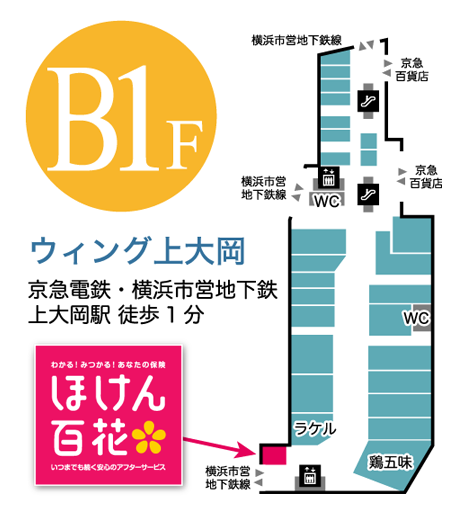 B1F
ウィング上大岡
京急電鉄・横浜市営地下鉄
上大岡駅 徒歩1分
わかる!みつかる!あなたの保険
ほけん
百花
いつまでも続く安心のアフターサービス
横浜市営地下鉄線
京急
百貨店
横浜市営
地下鉄線
WC
京急
百貨店
WC
ラケル
鶏五味
横浜市営
地下鉄線